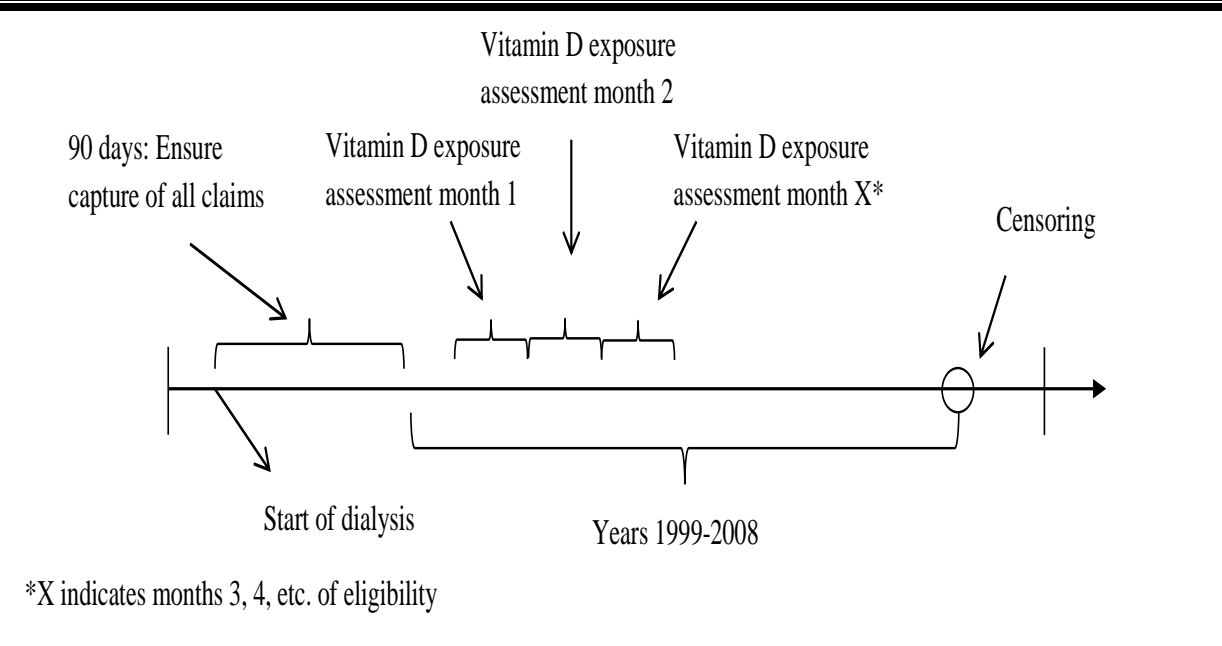 Vitamin D exposure
assessment month 2
90 days: Ensure
capture of all claims
Vitamin D exposure
assessment month 1
Vitamin D exposure
assessment month X*
Censoring
Start of dialysis
Years 1999-2008
*X indicates months 3, 4, etc. of eligibility